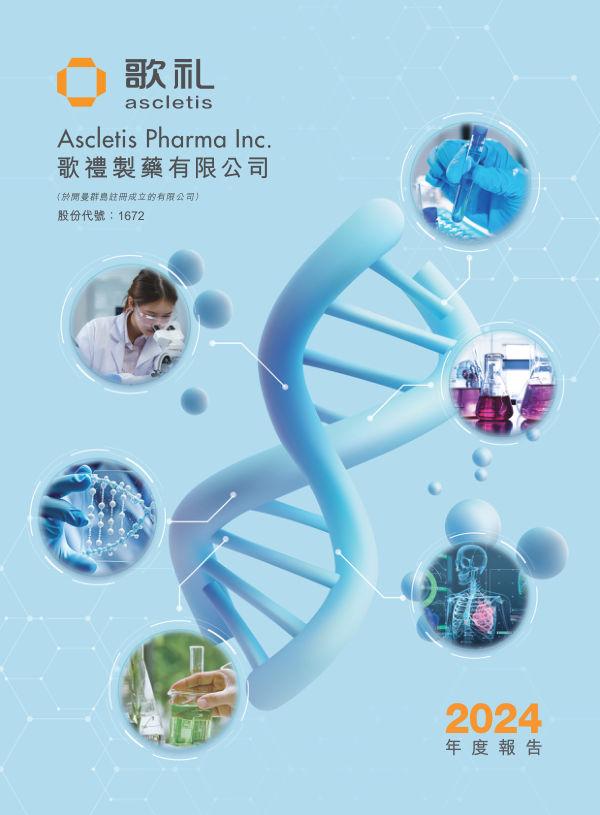 歌礼
ascletis
Ascletis Pharma Inc.
歌禮製藥有限公司
（於開曼群島註冊成立的有限公司）
股份代號：1672
2024
年度報告